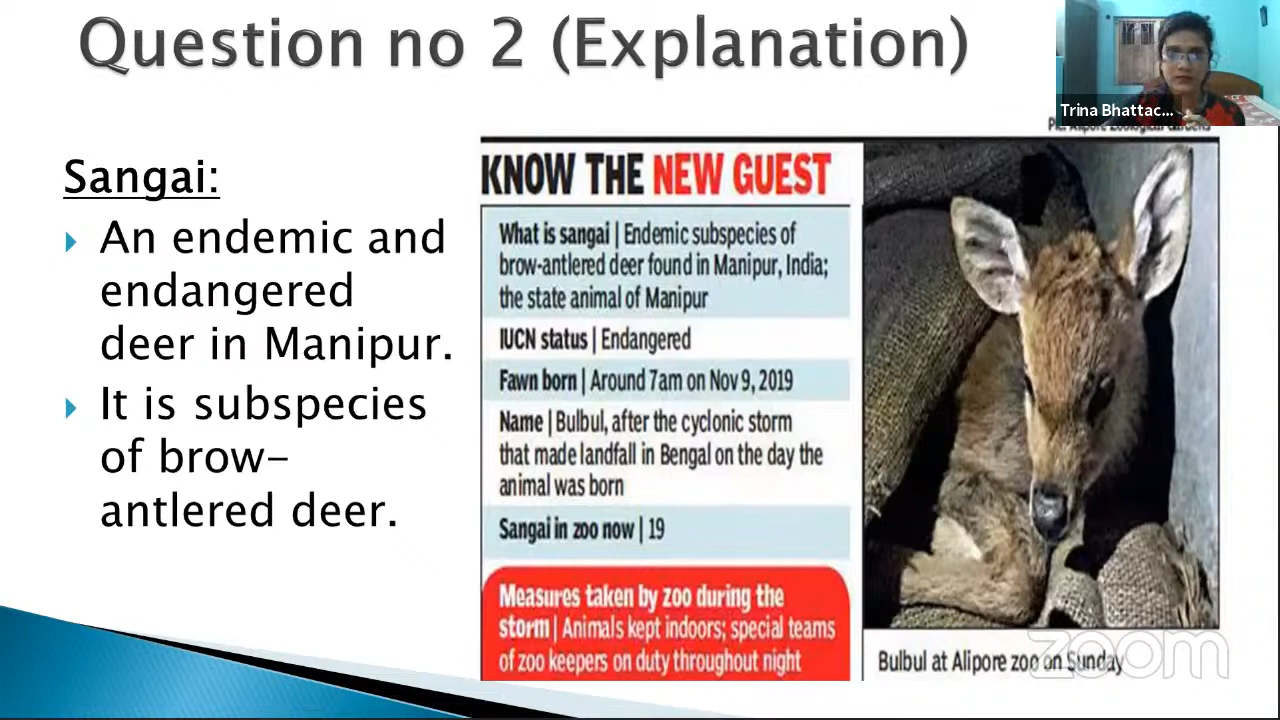 Question no 2 (Explanation)
Trina Bhattac...
Sangai:
An endemic and
endangered
deer in Manipur.
It is subspecies
of brow-
antlered deer.
KNOW THE NEW GUEST
What is sangai | Endemic subspecies of
brow-antlered deer found in Manipur, India;
the state animal of Manipur
IUCN status | Endangered
Fawn born | Around 7am on Nov 9, 2019
Name | Bulbul, after the cyclonic storm
that made landfall in Bengal on the day the
animal was born
Sangai in zoo now | 19
Measures taken by zoo during the
storm | Animals kept indoors; special teams
of zoo keepers on duty throughout night
Bulbul at Alipore zoo on Sunday
zoom